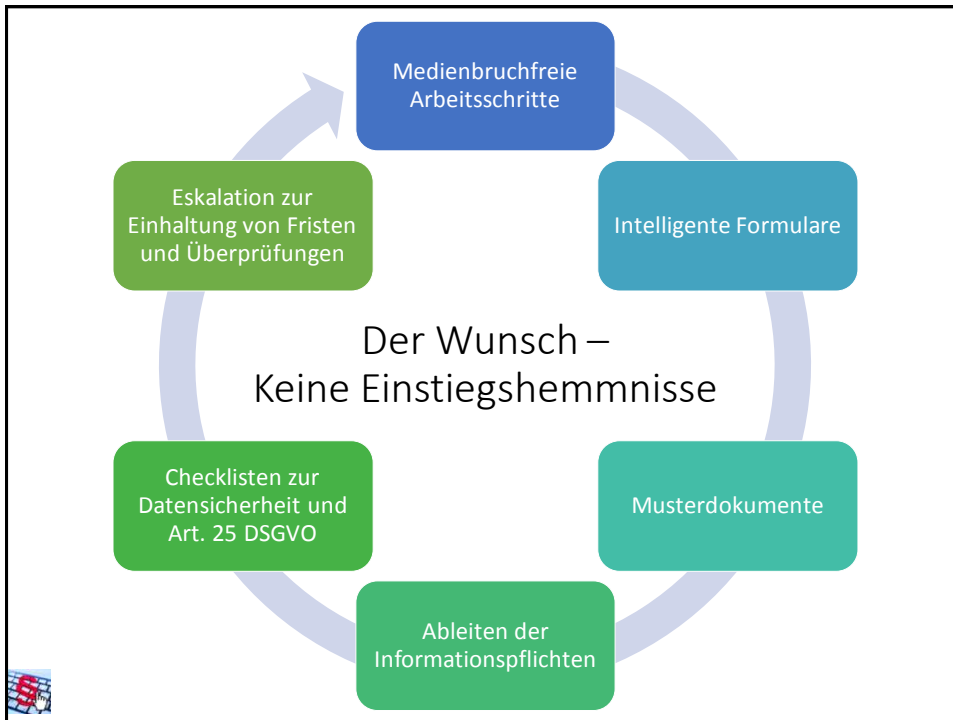 Medienbruchfreie
Arbeitsschritte
Intelligente Formulare
Musterdokumente
Ableiten der
Informationspflichten
Checklisten zur
Datensicherheit und
Art. 25 DSGVO
Eskalation zur
Einhaltung von Fristen
und Überprüfungen
Der Wunsch –
Keine Einstiegshemmnisse
§